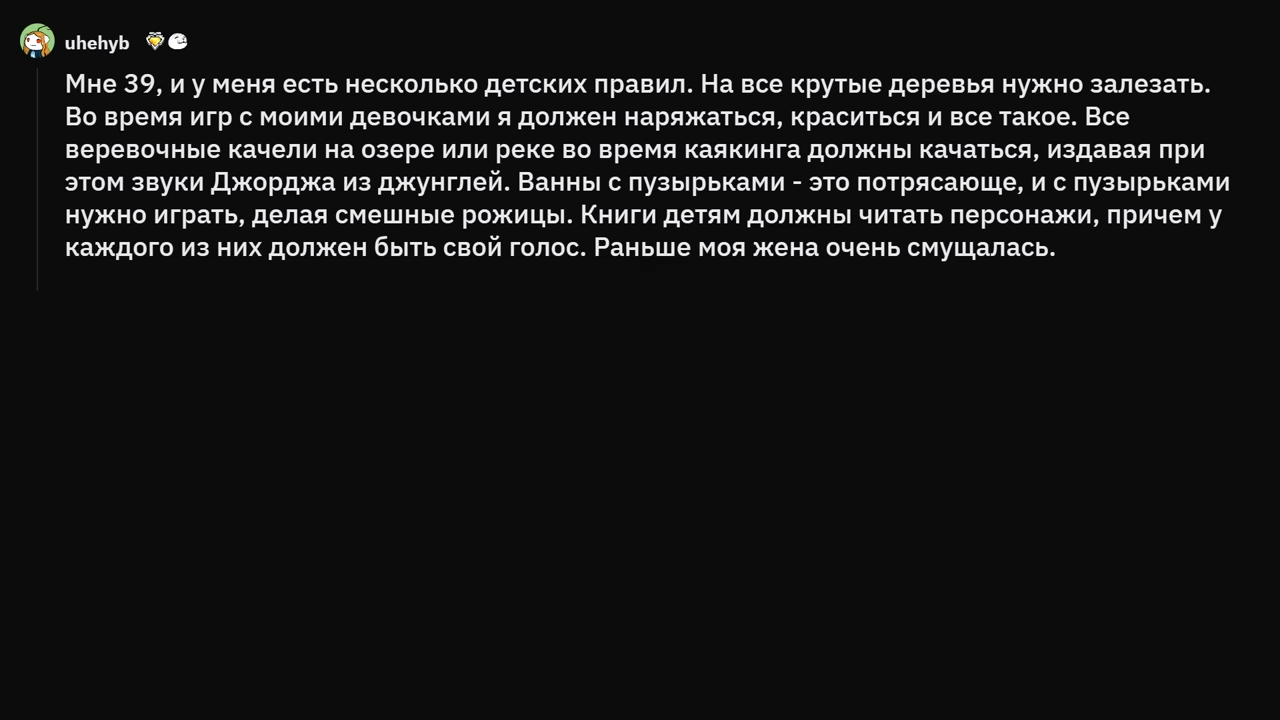 uhehyb
Мне 39, и у меня есть несколько детских правил. На все крутые деревья нужно залезать.
Во время игр с моими девочками я должен наряжаться, краситься и все такое. Все
веревочные качели на озере или реке во время каякинга должны качаться, издавая при
этом звуки Джорджа из джунглей. Ванны с пузырьками - это потрясающе, и с пузырьками
нужно играть, делая смешные рожицы. Книги детям должны читать персонажи, причем у
каждого из них должен быть свой голос. Раньше моя жена очень смущалась.